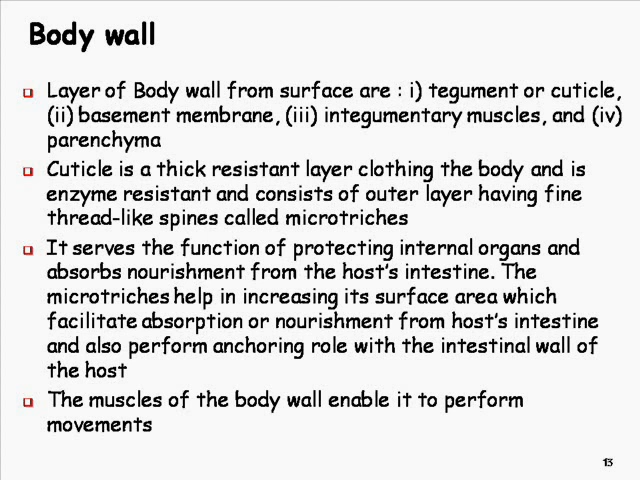 Body wall
Layer of Body wall from surface are : i) tegument or cuticle,
(ii) basement membrane, (iii) integumentary muscles, and (iv)
parenchyma
Cuticle is a thick resistant layer clothing the body and is
enzyme resistant and consists of outer layer having fine
thread-like spines called microtriches
It serves the function of protecting internal organs and
absorbs nourishment from the host's intestine. The
microtriches help in increasing its surface area which
facilitate absorption or nourishment from host's intestine
and also perform anchoring role with the intestinal wall of
the host
The muscles of the body wall enable it to perform
movements
13